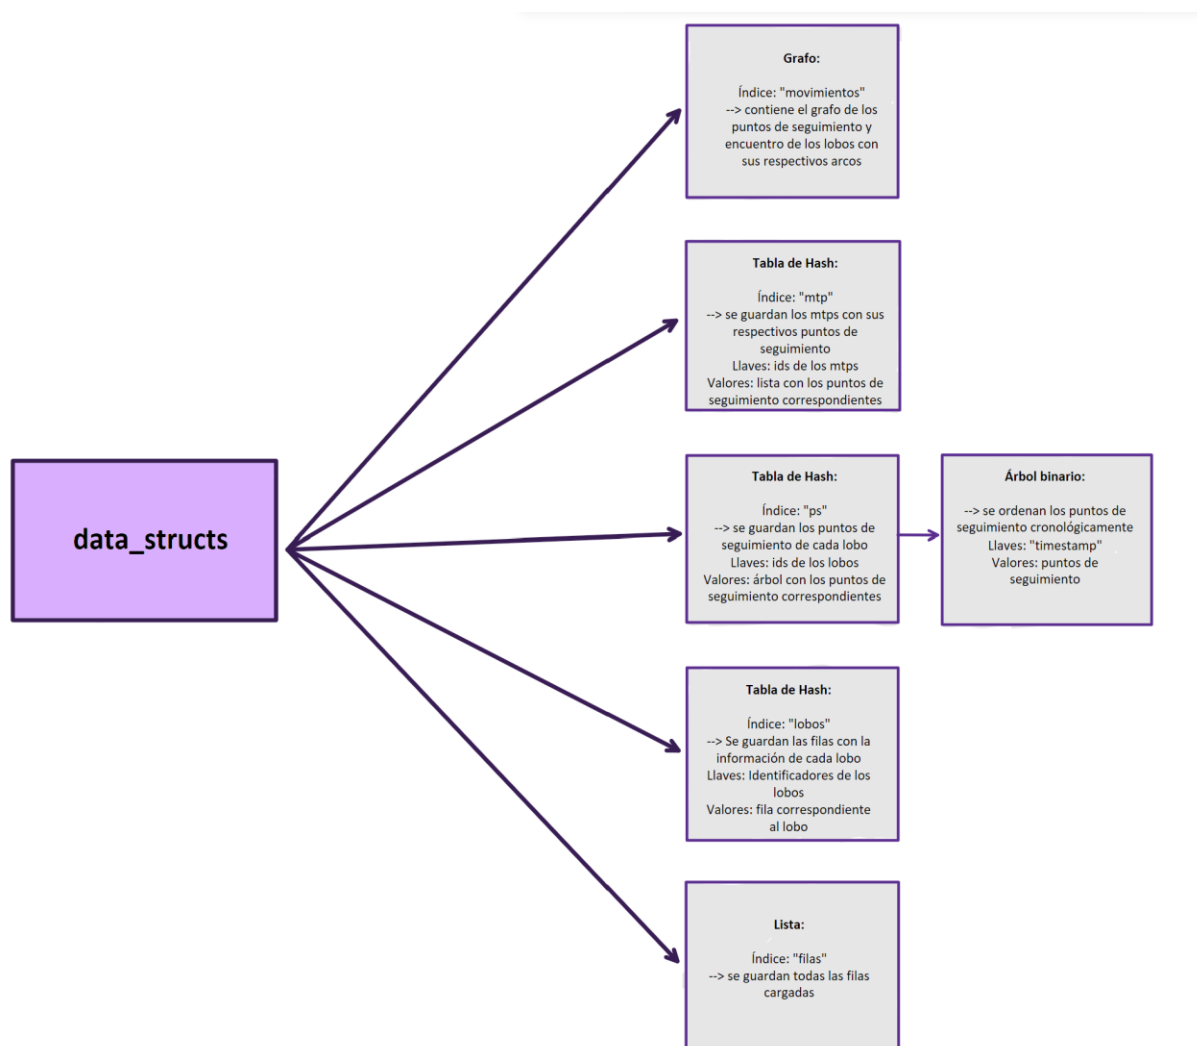 data_structs
Grafo:
Índice: "movimientos"
--> contiene el grafo de los
puntos de seguimiento y
encuentro de los lobos con
sus respectivos arcos
Tabla de Hash:
Índice: "mtp"
--> se guardan los mtps con sus
respectivos puntos de
seguimiento
Llaves: ids de los mtps
Valores: lista con los puntos de
seguimiento correspondientes
Tabla de Hash:
Índice: "ps"
--> se guardan los puntos de
seguimiento de cada lobo
Llaves: ids de los lobos
Valores: árbol con los puntos de
seguimiento correspondientes
Árbol binario:
--> se ordenan los puntos de
seguimiento cronológicamente
Llaves: "timestamp"
Valores: puntos de
seguimiento
Tabla de Hash:
Índice: "lobos"
--> Se guardan las filas con la
información de cada lobo
Llaves: Identificadores de los
lobos
Valores: fila correspondiente
al lobo
Lista:
Índice: "filas"
--> se guardan todas las filas
cargadas